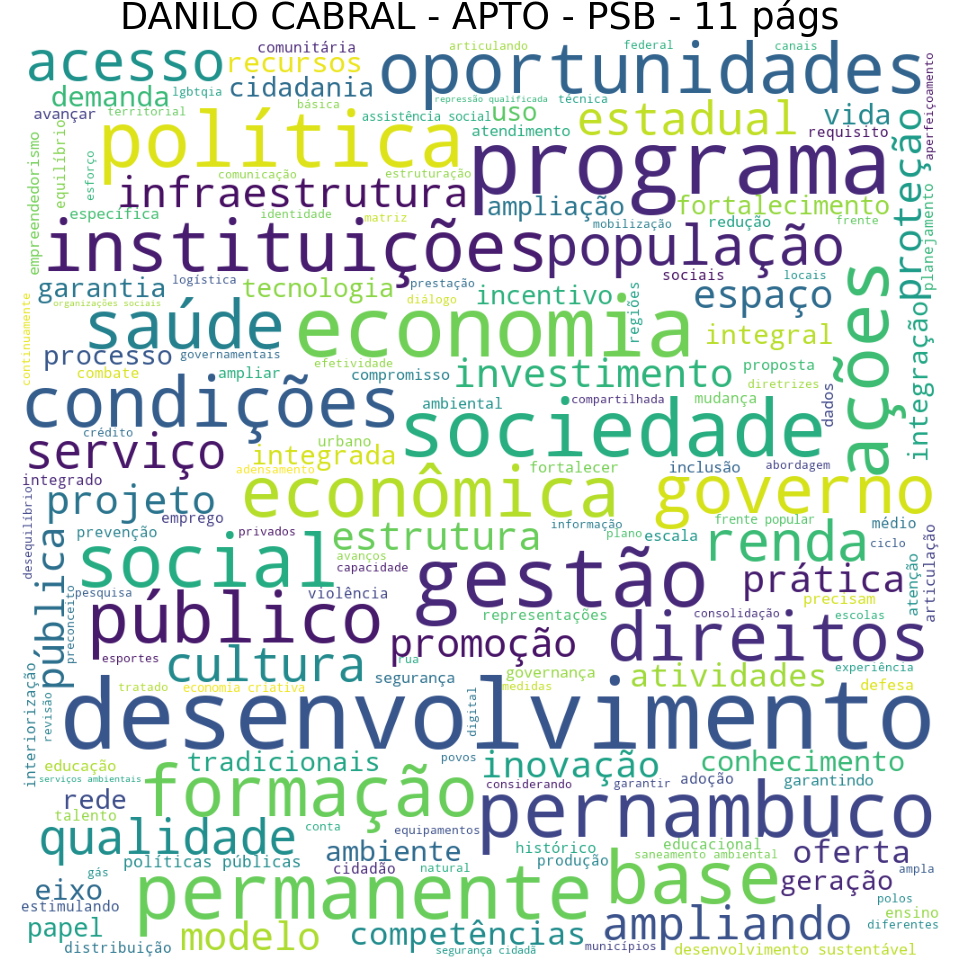 DANILO CABRAL - APTO - PSB - 11 págs
comunitária articulando federal canais
acesso recursos oportunidades
demanda lgbtqia cidadania básica repressão qualificada técnica
avançar territorial política assistência social uso estadual vida
atendimento requisito aperfeiçoamento
empreendedorismo equilíbrio esforço comunicação estruturação programa proteção
infraestrutura ampliação fortalecimento planejamento
específica identidade matriz mobilização redução frente
instituições população
logística prestação diálogo sociais locais
garantia tecnologia incentivo regiões espaço ações
continuamente organizações sociais
saúde economia integral integração
processo governamentais efetividade
combate ampliar compromisso investimento proposta diretrizes
condições ambiental compartilhada mudança dados
crédito sociedade
serviço urbano integrada
adensamento fortalecer inclusão abordagem
integrado desequilíbrio projeto econômica governo
emprego prevenção privados informação frente popular médio
estrutura plano escala renda ciclo
pública social avanços capacidade gestão prática atenção articulação
pesquisa violência precisam
preconceito público representações consolidação escolas
promoção direitos
esportes rua
interiorização cultura segurança governança atividades experiência
revisão tratado economia criativa medidas defesa
desenvolvimento digital
tradicionais povos
educação inovação conhecimento
serviços ambientais formação considerando garantir adoção garantindo
rede pernambuco
talento conta equipamentos
qualidade histórico educacional
políticas públicas ambiente produção saneamento ambiental oferta
gás cidadão natural ampla
eixo permanente base geração
estimulando polos
papel modelo competências ampliando ensino
diferentes
distribuição segurança cidadã municípios desenvolvimento sustentável